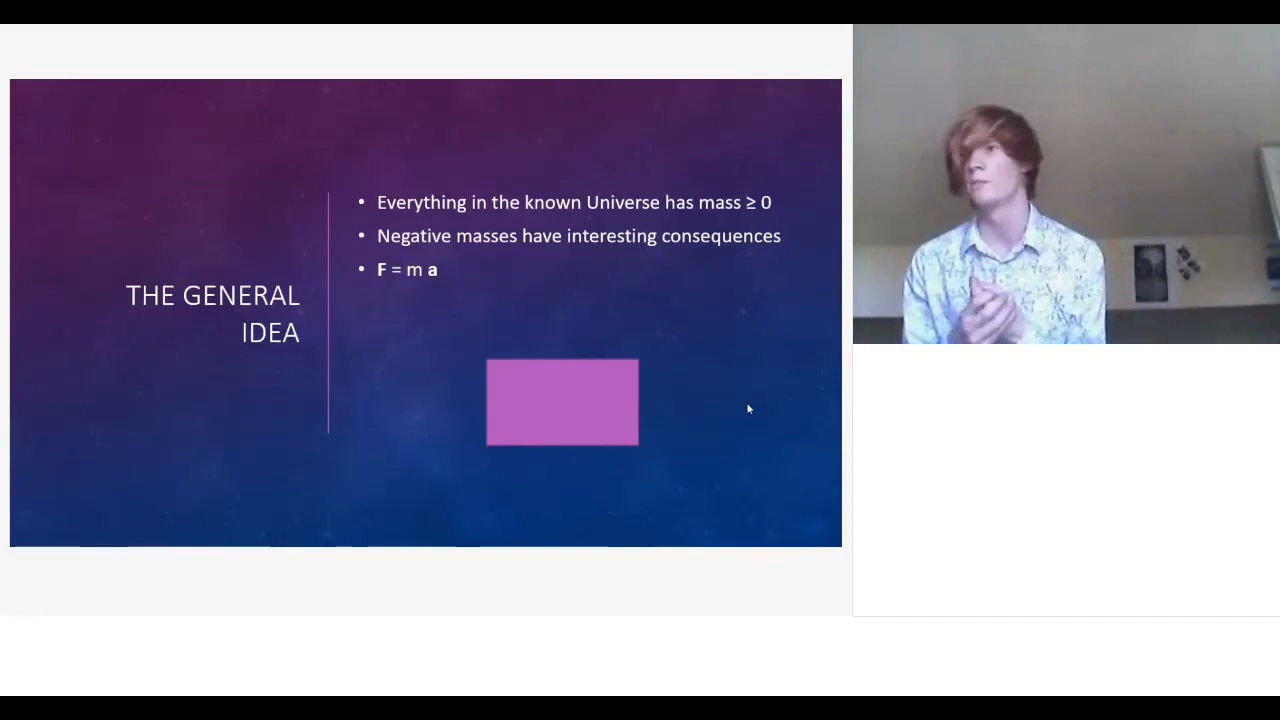 THE GENERAL
IDEA
• Everything in the known Universe has mass ≥ 0
• Negative masses have interesting consequences
• F = m a